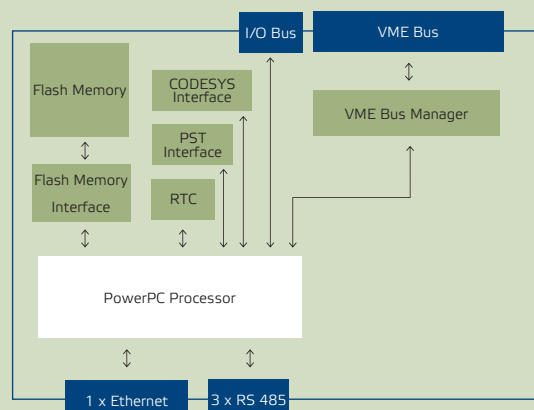 I/O Bus
VME Bus
Flash Memory
CODESYS
Interface
VME Bus Manager
PST
Interface
Flash Memory
Interface
RTC
PowerPC Processor
1 x Ethernet
3 x RS 485